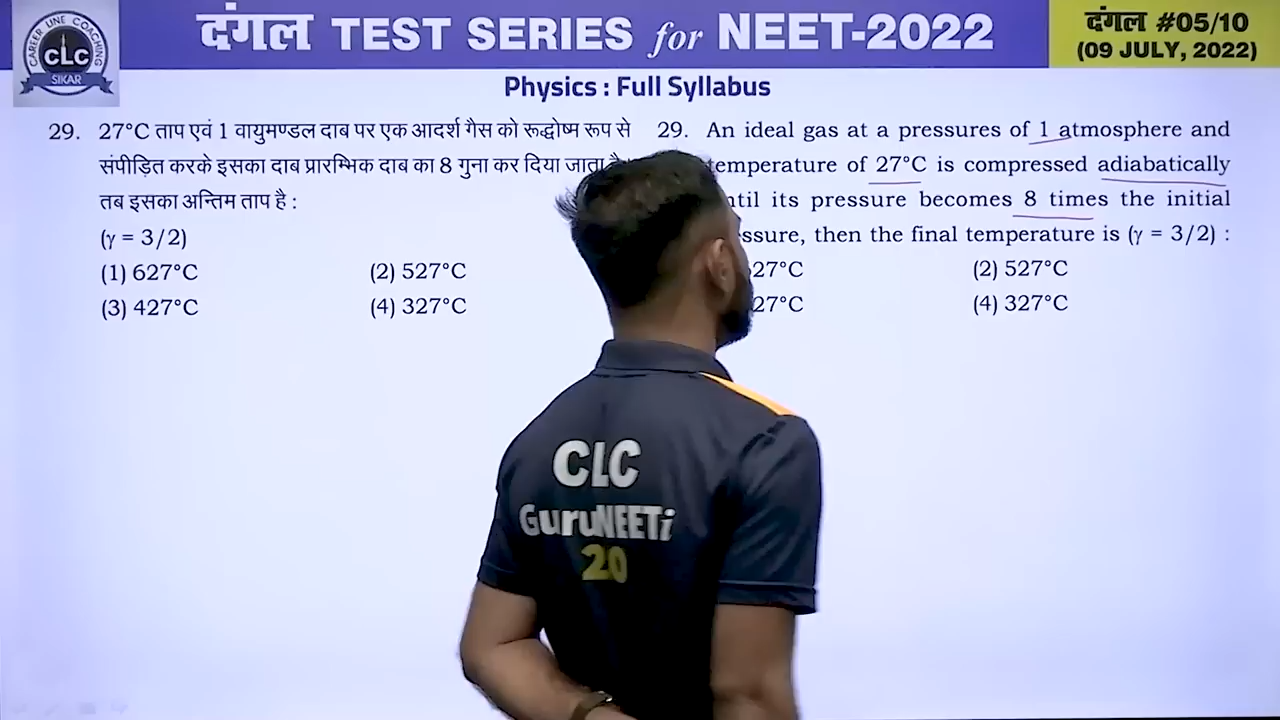 CAREER LINE COACHING
CLC
SIKAR
दंगल TEST SERIES for NEET-2022
दंगल #05/10
(09 JULY, 2022)
Physics : Full Syllabus
29. 27°C ताप एवं 1 वायुमण्डल दाब पर एक आदर्श गैस को रूद्धोष्म रूप से
संपीड़ित करके इसका दाब प्रारम्भिक दाब का 8 गुना कर दिया जाता
तब इसका अन्तिम ताप है :
(γ = 3/2)
(1) 627°C (2) 527°C
(3) 427°C (4) 327°C
29. An ideal gas at a pressures of 1 atmosphere and
temperature of 27°C is compressed adiabatically
its pressure becomes 8 times the initial
then the final temperature is (γ = 3/2) :
(2) 527°C
(4) 327°C
CLC
GuruNEETi
20